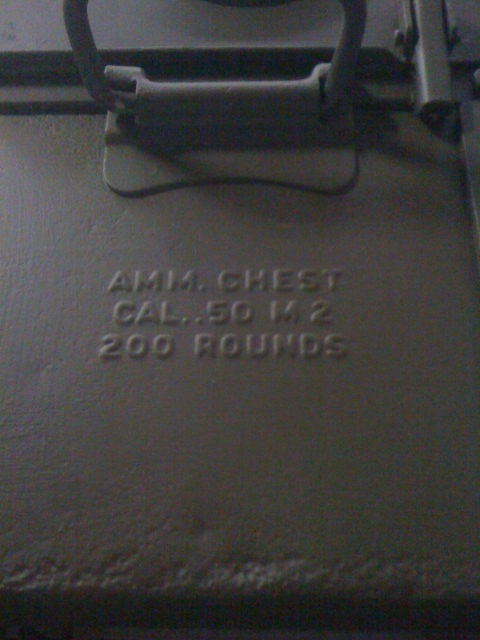 AMM. CHEST
CAL..50 M 2
200 ROUNDS